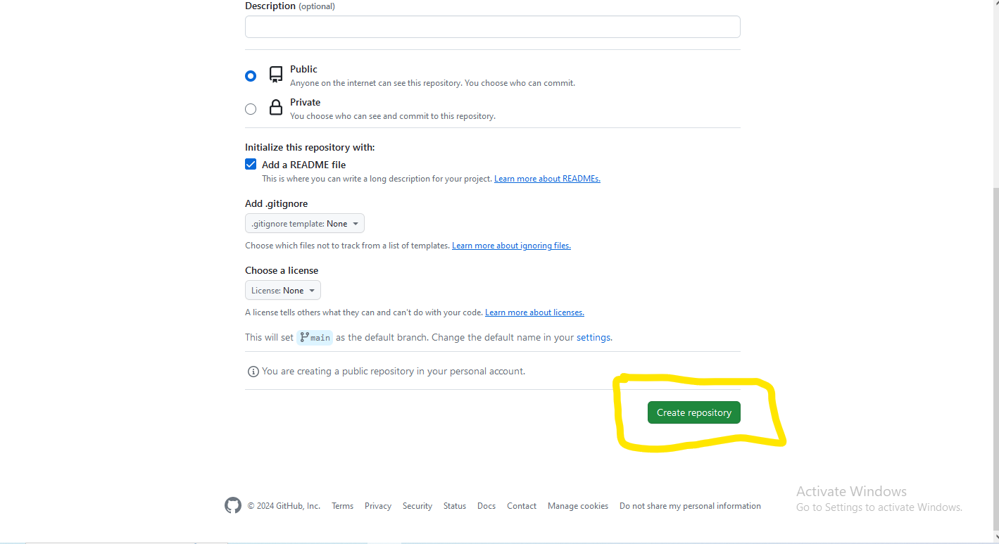 Description (optional)
Public
Anyone on the internet can see this repository. You choose who can commit.
Private
You choose who can see and commit to this repository.
Initialize this repository with:
Add a README file
This is where you can write a long description for your project. Learn more about READMEs.
Add .gitignore
.gitignore template: None
Choose which files not to track from a list of templates. Learn more about ignoring files.
Choose a license
License: None
A license tells others what they can and can't do with your code. Learn more about licenses.
This will set main as the default branch. Change the default name in your settings.
You are creating a public repository in your personal account.
Create repository
Activate Windows
Go to Settings to activate Windows.
© 2024 GitHub, Inc. Terms Privacy Security Status Docs Contact Manage cookies Do not share my personal information